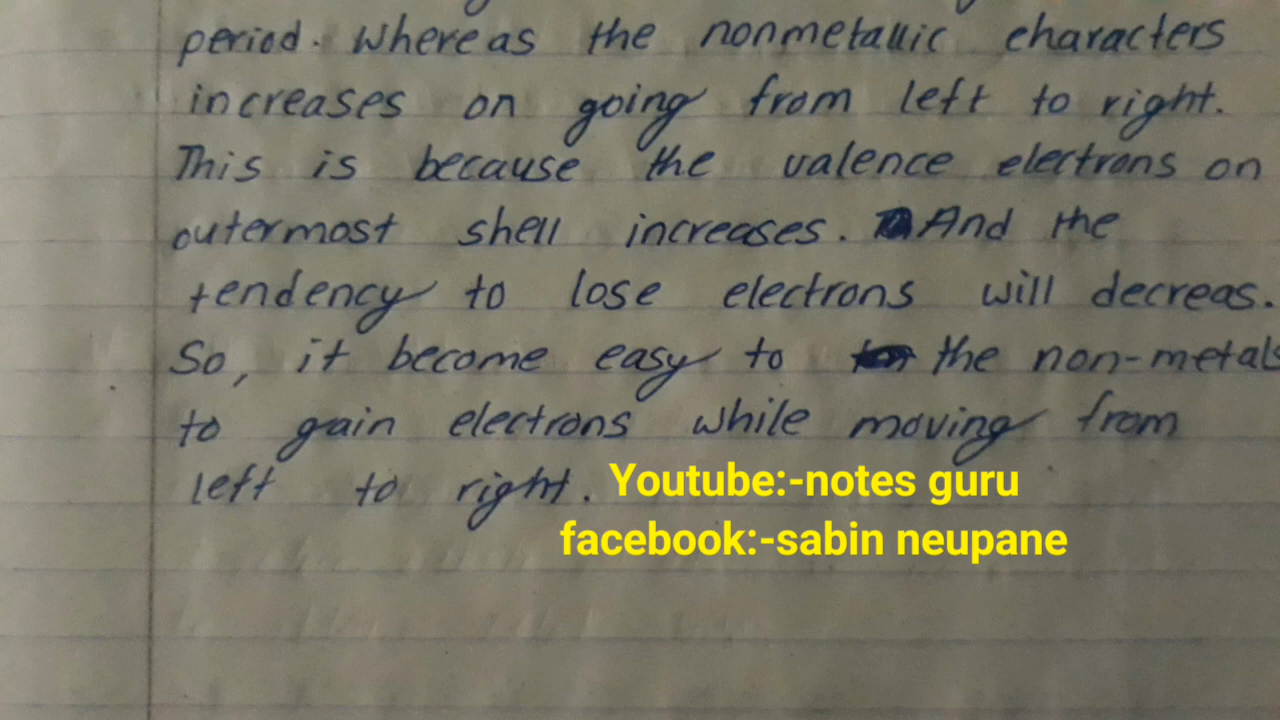 period. Whereas the nonmetallic characters
increases on going from left to right.
This is because the valence electrons on
outermost shell increases. And the
tendency to lose electrons will decreas.
So, it become easy to the non-metals
to gain electrons while moving from
left to right.
Youtube:-notes guru
facebook:-sabin neupane